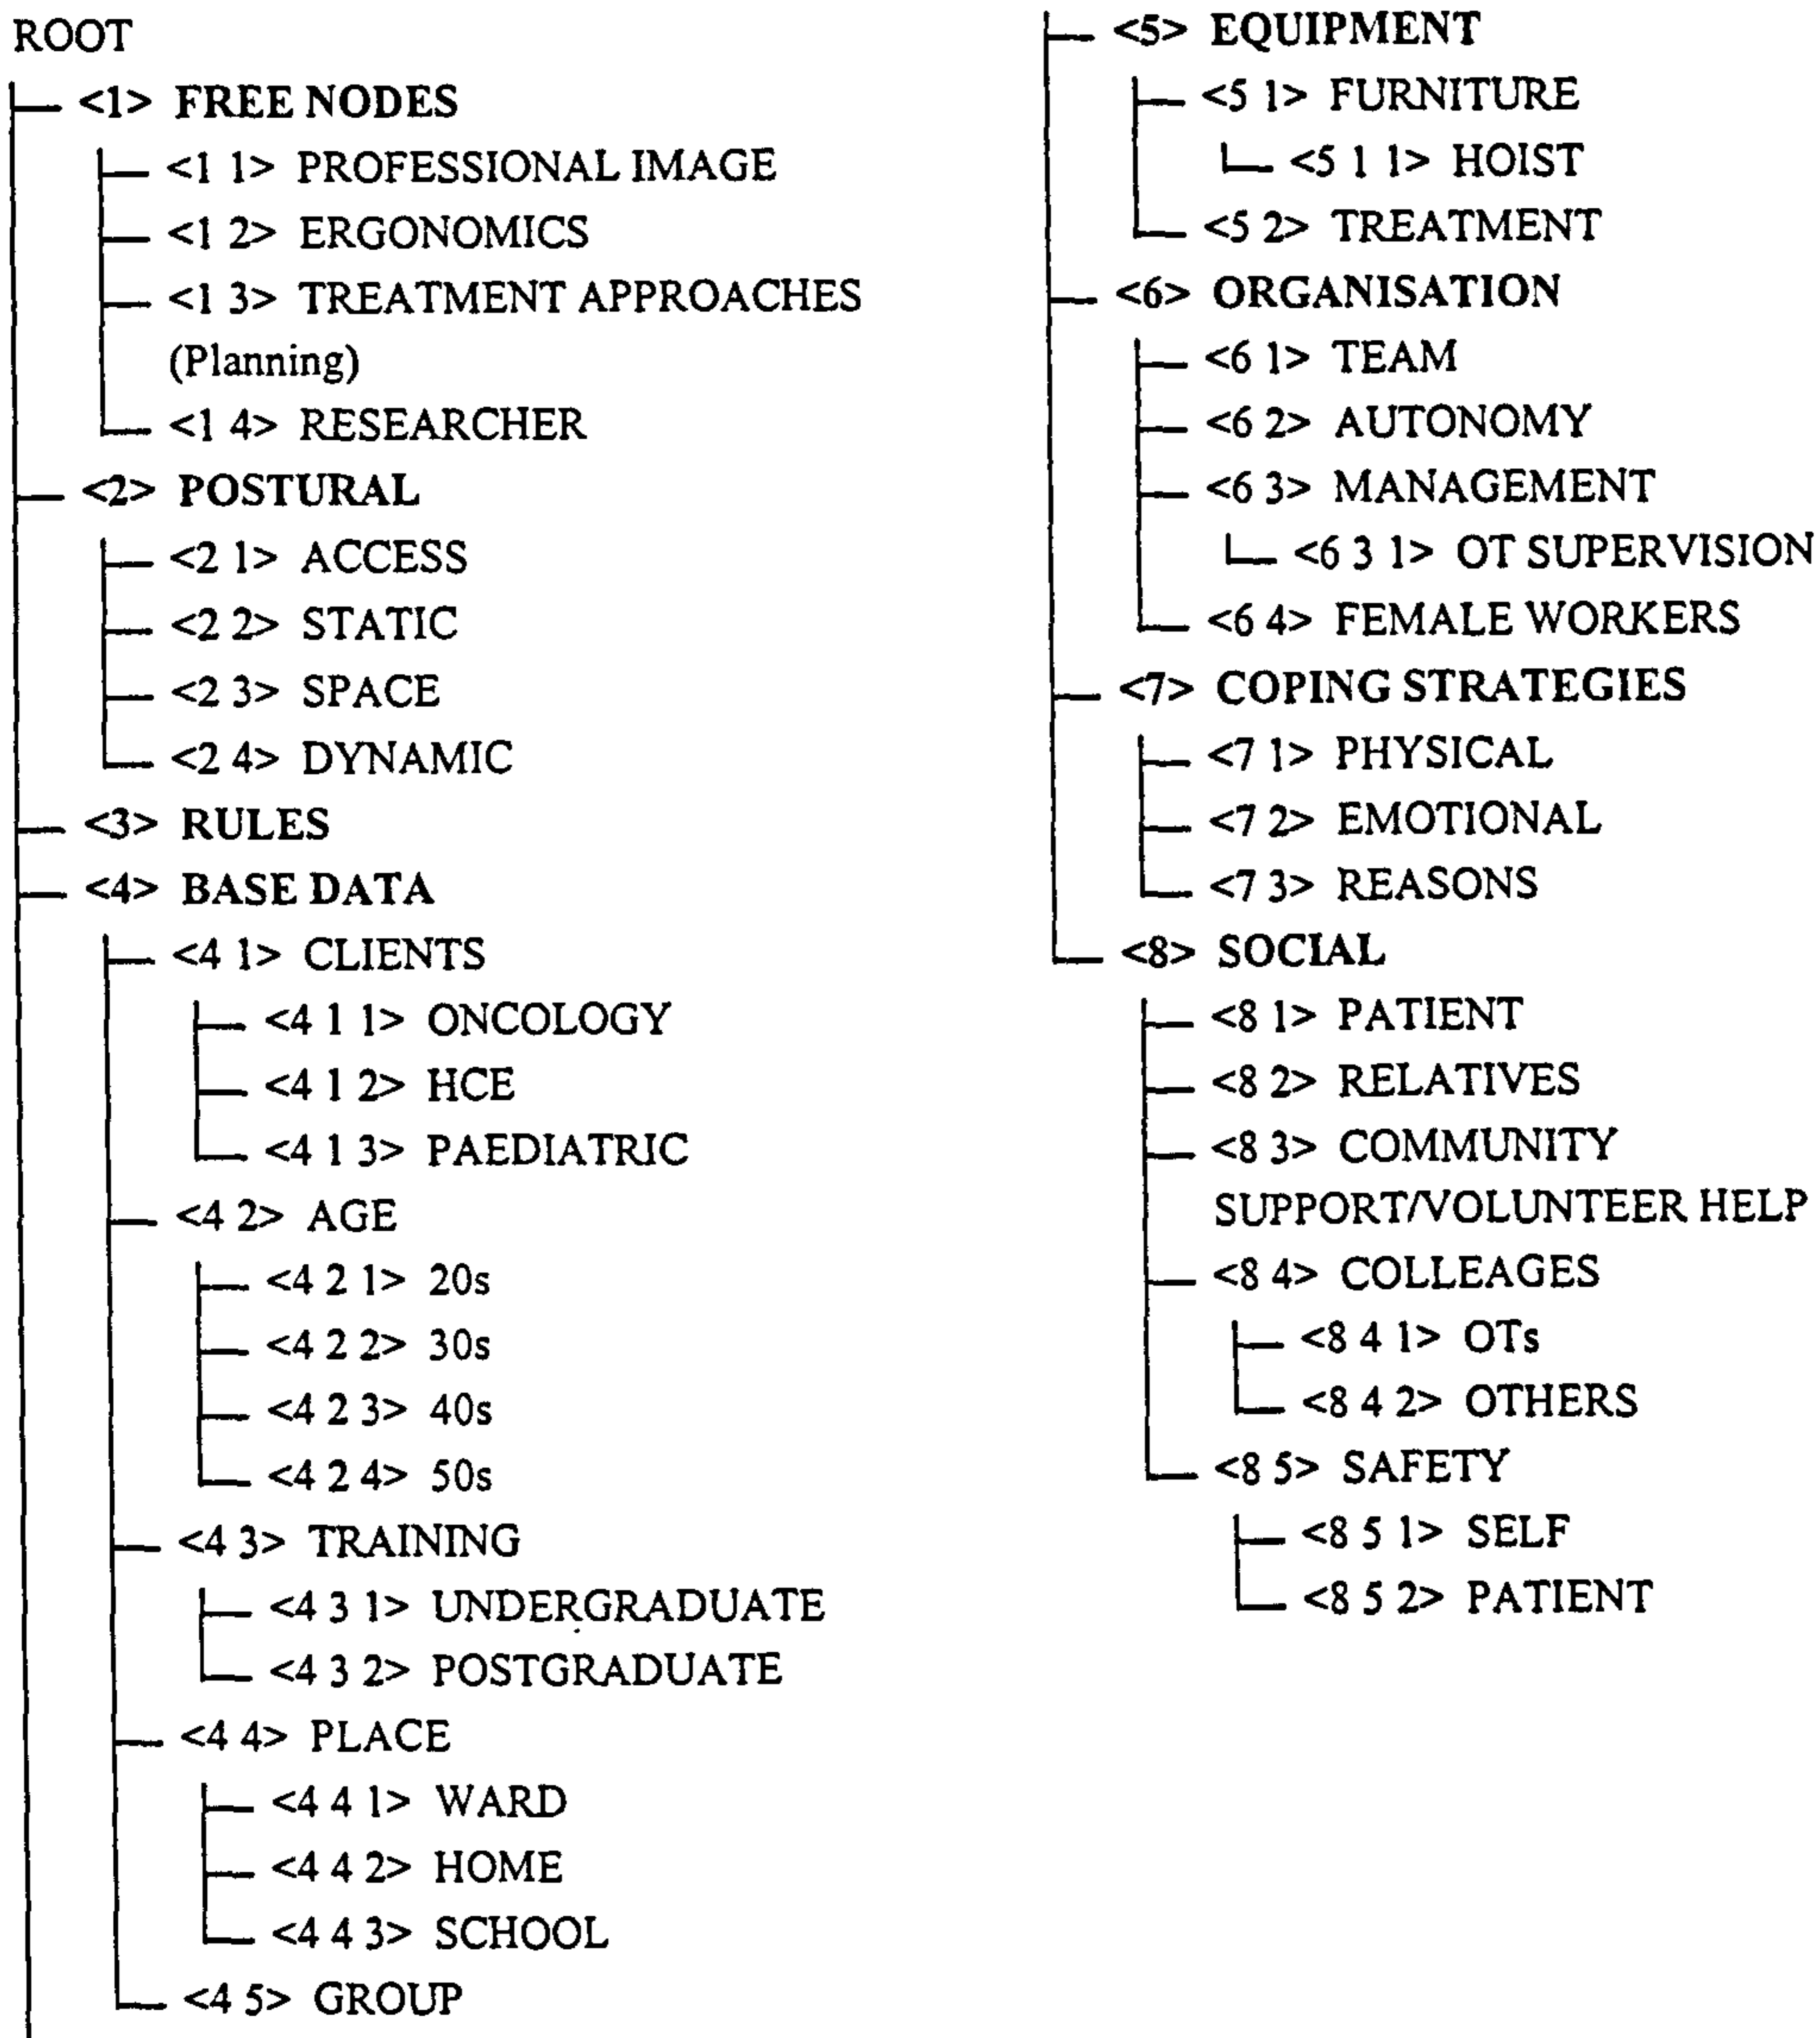 ROOT
<1> FREE NODES
<1 1> PROFESSIONAL IMAGE
<1 2> ERGONOMICS
<1 3> TREATMENT APPROACHES
(Planning)
<1 4> RESEARCHER
<2> POSTURAL
<2 1> ACCESS
<2 2> STATIC
<2 3> SPACE
<2 4> DYNAMIC
<3> RULES
<4> BASE DATA
<4 1> CLIENTS
<4 1 1> ONCOLOGY
<4 1 2> HCE
<4 1 3> PAEDIATRIC
<4 2> AGE
<4 2 1> 20s
<4 2 2> 30s
<4 2 3> 40s
<4 2 4> 50s
<4 3> TRAINING
<4 3 1> UNDERGRADUATE
<4 3 2> POSTGRADUATE
<4 4> PLACE
<4 4 1> WARD
<4 4 2> HOME
<4 4 3> SCHOOL
<4 5> GROUP
<5> EQUIPMENT
<5 1> FURNITURE
<5 1 1> HOIST
<5 2> TREATMENT
<6> ORGANISATION
<6 1> TEAM
<6 2> AUTONOMY
<6 3> MANAGEMENT
<6 3 1> OT SUPERVISION
<6 4> FEMALE WORKERS
<7> COPING STRATEGIES
<7 1> PHYSICAL
<7 2> EMOTIONAL
<7 3> REASONS
<8> SOCIAL
<8 1> PATIENT
<8 2> RELATIVES
<8 3> COMMUNITY
SUPPORT/VOLUNTEER HELP
<8 4> COLLEAGES
<8 4 1> OTs
<8 4 2> OTHERS
<8 5> SAFETY
<8 5 1> SELF
<8 5 2> PATIENT